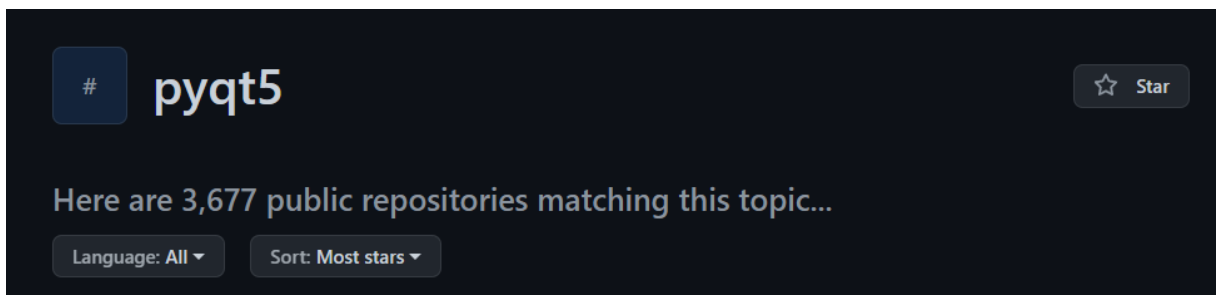 # pyqt5
Star
Here are 3,677 public repositories matching this topic...
Language: All
Sort: Most stars